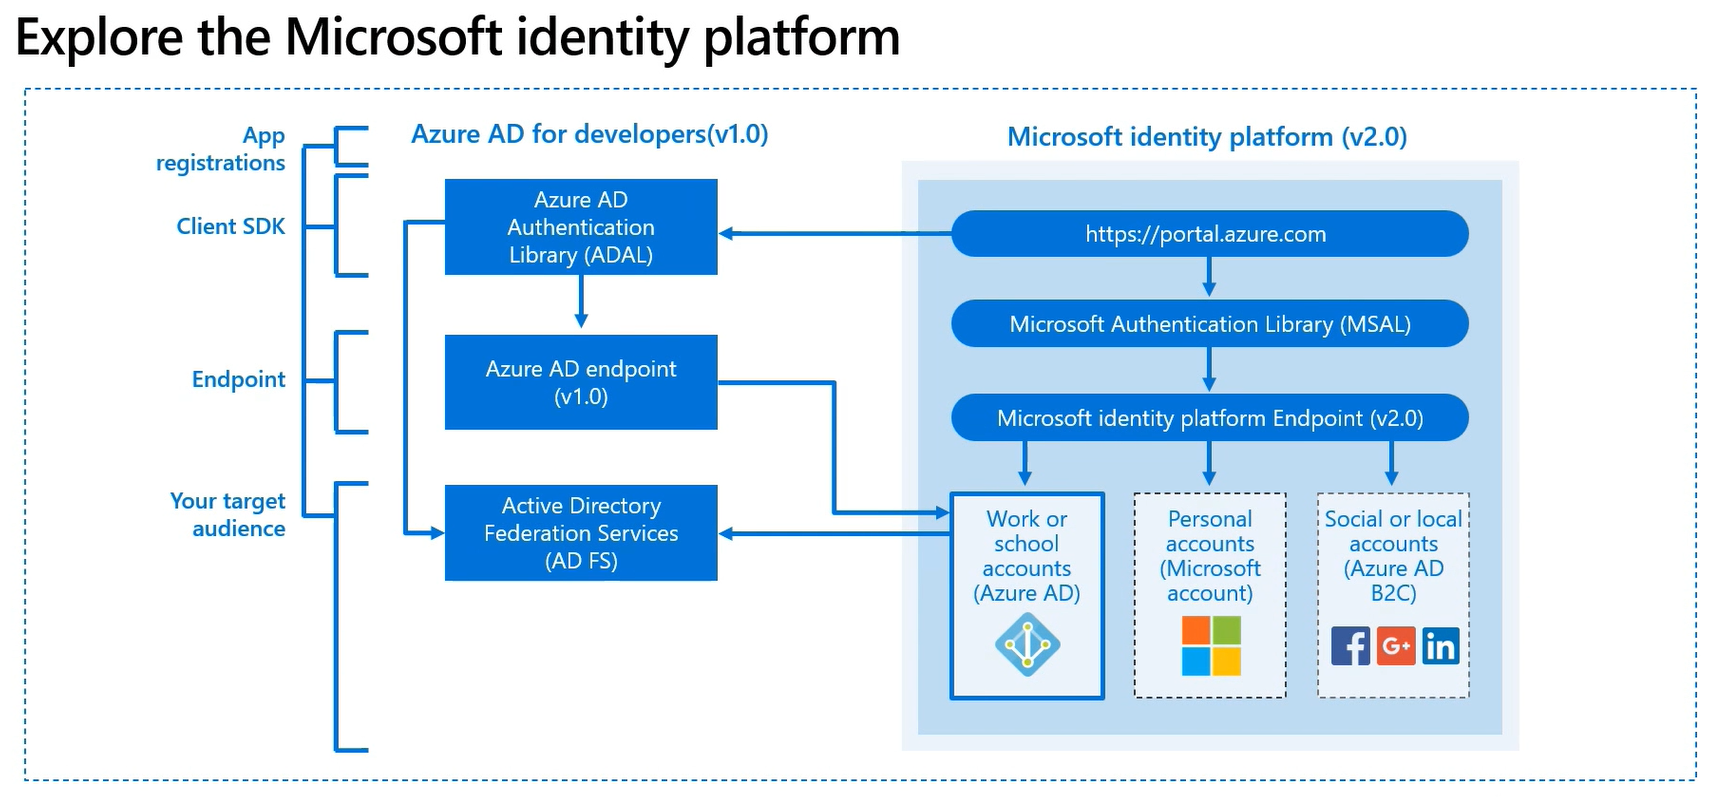 Explore the Microsoft identity platform
App
registrations
Client SDK
Endpoint
Your target
audience
Azure AD for developers(v1.0)
Azure AD
Authentication
Library (ADAL)
Azure AD endpoint
(v1.0)
Active Directory
Federation Services
(AD FS)
Microsoft identity platform (v2.0)
https://portal.azure.com
Microsoft Authentication Library (MSAL)
Microsoft identity platform Endpoint (v2.0)
Work or
school
accounts
(Azure AD)
Personal
accounts
(Microsoft
account)
Social or local
accounts
(Azure AD
B2C)
f
G+
in